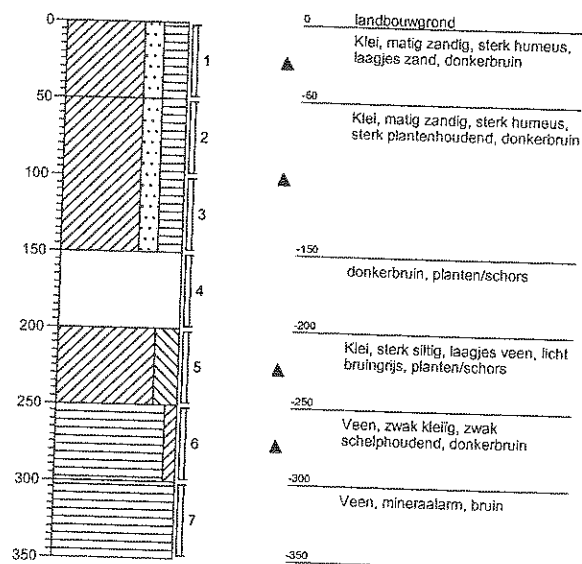 0
50
100
150
200
250
300
350
1
2
3
4
5
6
7
0
landbouwgrond
Klei, matig zandig, sterk humeus,
laagjes zand, donkerbruin
-50
Klei, matig zandig, sterk humeus,
sterk plantenhoudend, donkerbruin
-150
donkerbruin, planten/schors
-200
Klei, sterk siltig, laagjes veen, licht
bruingrijs, planten/schors
-250
Veen, zwak kleiïg, zwak
schelphoudend, donkerbruin
-300
Veen, mineraalarm, bruin
-350